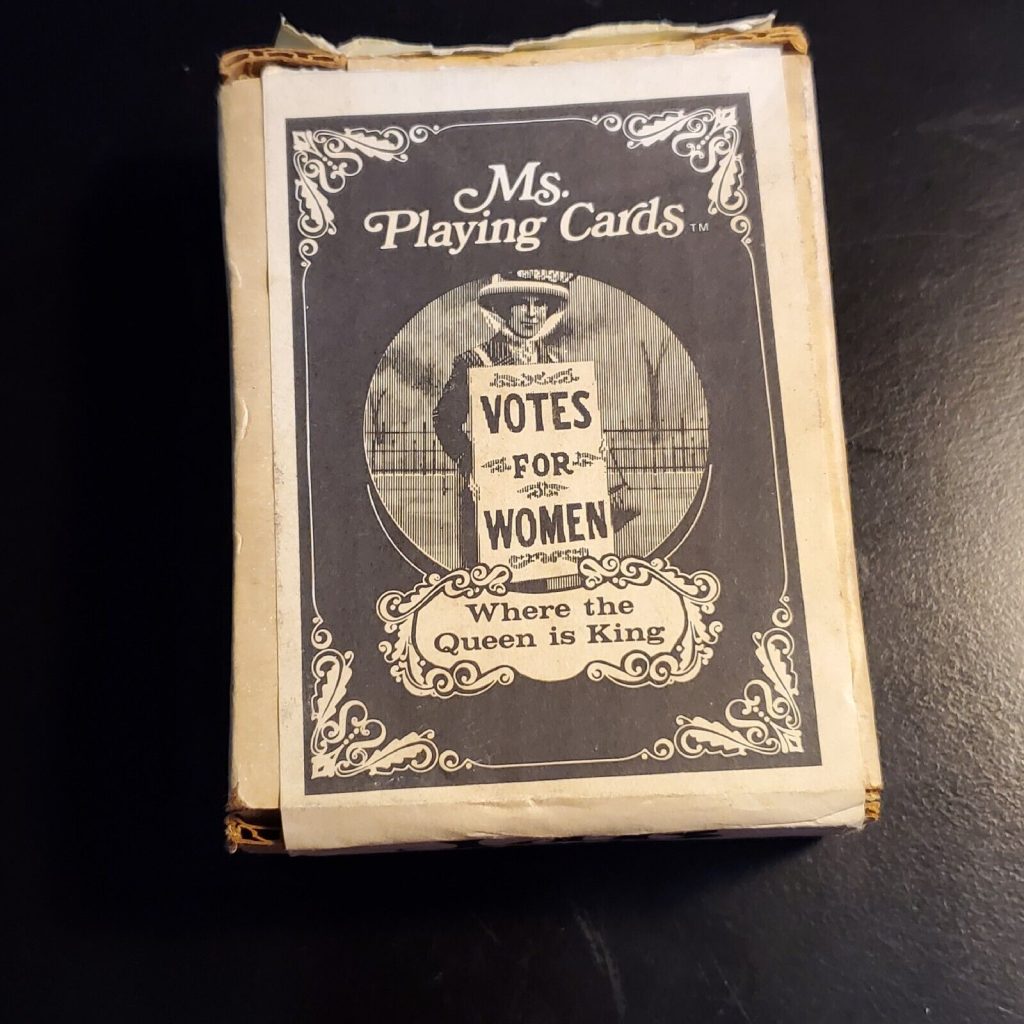 Ms.
Playing Cards™
VOTES
FOR
WOMEN
Where the
Queen is King